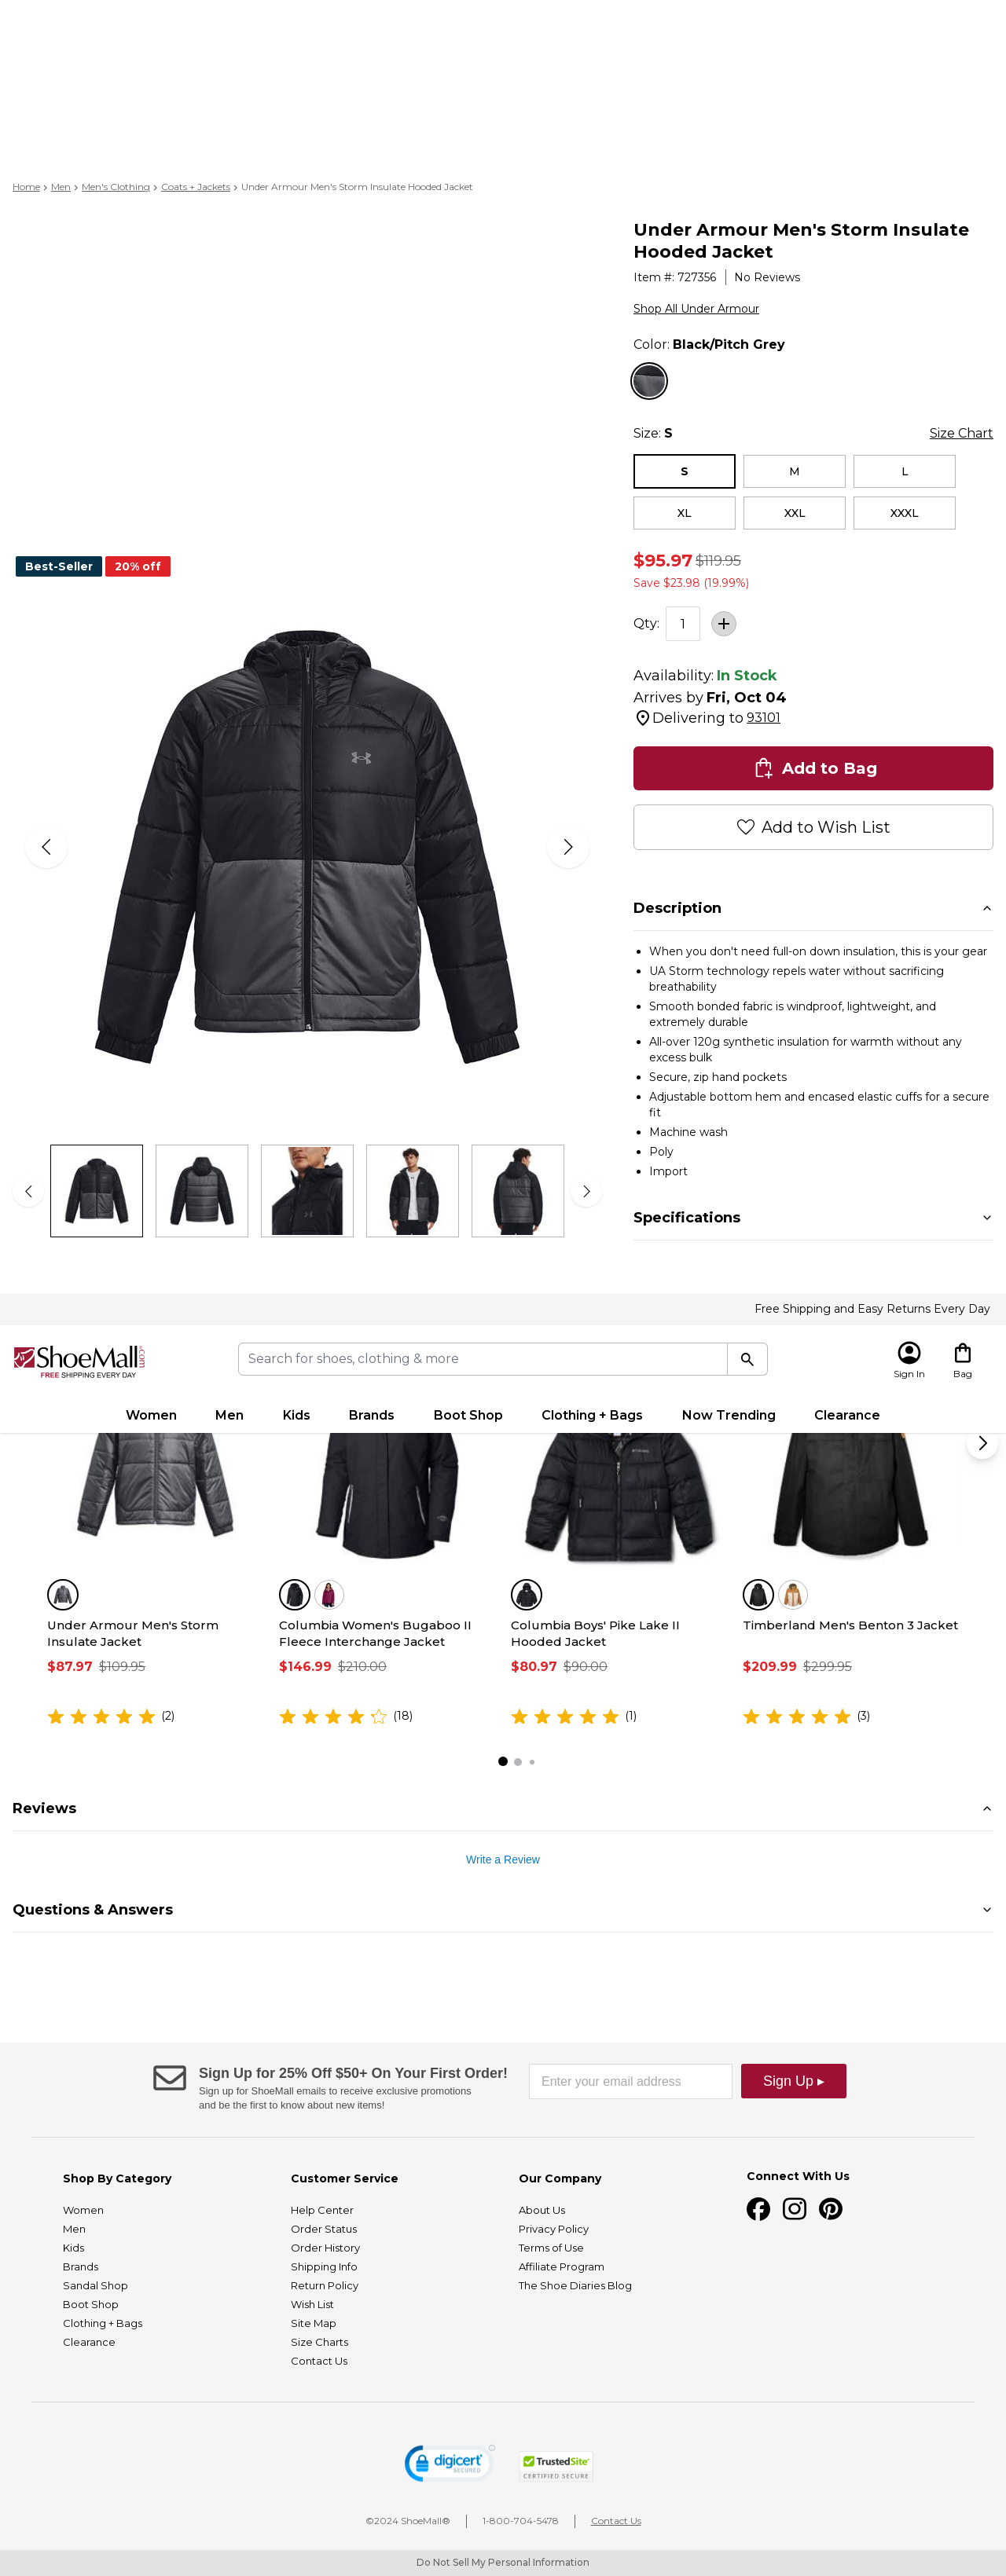 Home > Men > Men's Clothing > Coats + Jackets > Under Armour Men's Storm Insulate Hooded Jacket
Under Armour Men's Storm Insulate
Hooded Jacket
Item #: 727356 | No Reviews
Shop All Under Armour
Color: Black/Pitch Grey
Size: S
Size Chart
S
M
L
XL
XXL
XXXL
$95.97 $119.95
Save $23.98 (19.99%)
Qty: 1
Availability: In Stock
Arrives by Fri, Oct 04
Delivering to 93101
Add to Bag
Add to Wish List
Best-Seller
20% off
Description
• When you don't need full-on down insulation, this is your gear
• UA Storm technology repels water without sacrificing
breathability
• Smooth bonded fabric is windproof, lightweight, and
extremely durable
• All-over 120g synthetic insulation for warmth without any
excess bulk
• Secure, zip hand pockets
• Adjustable bottom hem and encased elastic cuffs for a secure
fit
• Machine wash
• Poly
• Import
Specifications
Free Shipping and Easy Returns Every Day
ShoeMall.com
FREE SHIPPING EVERY DAY
Search for shoes, clothing & more
Sign In
Bag
Women
Men
Kids
Brands
Boot Shop
Clothing + Bags
Now Trending
Clearance
Under Armour Men's Storm
Insulate Jacket
$87.97 $109.95
(2)
Columbia Women's Bugaboo II
Fleece Interchange Jacket
$146.99 $210.00
(18)
Columbia Boys' Pike Lake II
Hooded Jacket
$80.97 $90.00
(1)
Timberland Men's Benton 3 Jacket
$209.99 $299.95
(3)
Reviews
Write a Review
Questions & Answers
Sign Up for 25% Off $50+ On Your First Order!
Sign up for ShoeMall emails to receive exclusive promotions
and be the first to know about new items!
Enter your email address
Sign Up ▸
Shop By Category
Women
Men
Kids
Brands
Sandal Shop
Boot Shop
Clothing + Bags
Clearance
Customer Service
Help Center
Order Status
Order History
Shipping Info
Return Policy
Wish List
Site Map
Size Charts
Contact Us
Our Company
About Us
Privacy Policy
Terms of Use
Affiliate Program
The Shoe Diaries Blog
Connect With Us
digicert
SECURED
TrustedSite
CERTIFIED SECURE
©2024 ShoeMall® | 1-800-704-5478 | Contact Us
Do Not Sell My Personal Information